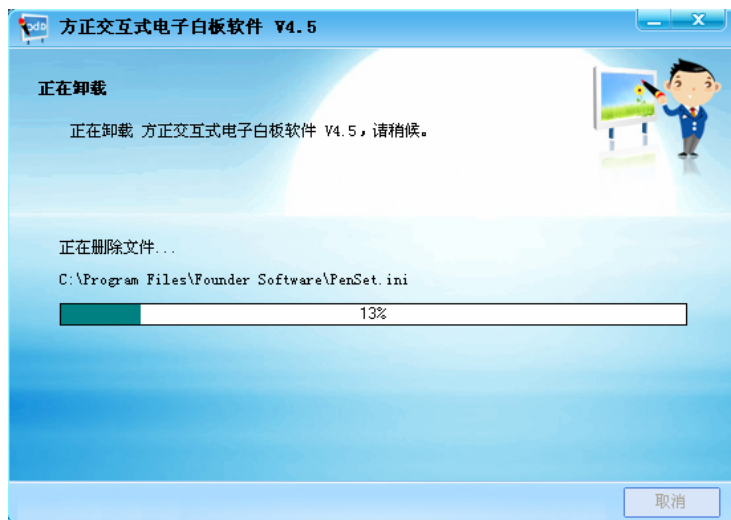 方正交互式电子白板软件 V4.5
正在卸载
正在卸载 方正交互式电子白板软件 V4.5，请稍候。
正在删除文件...
C:\Program Files\Founder Software\PenSet.ini
13%
取消